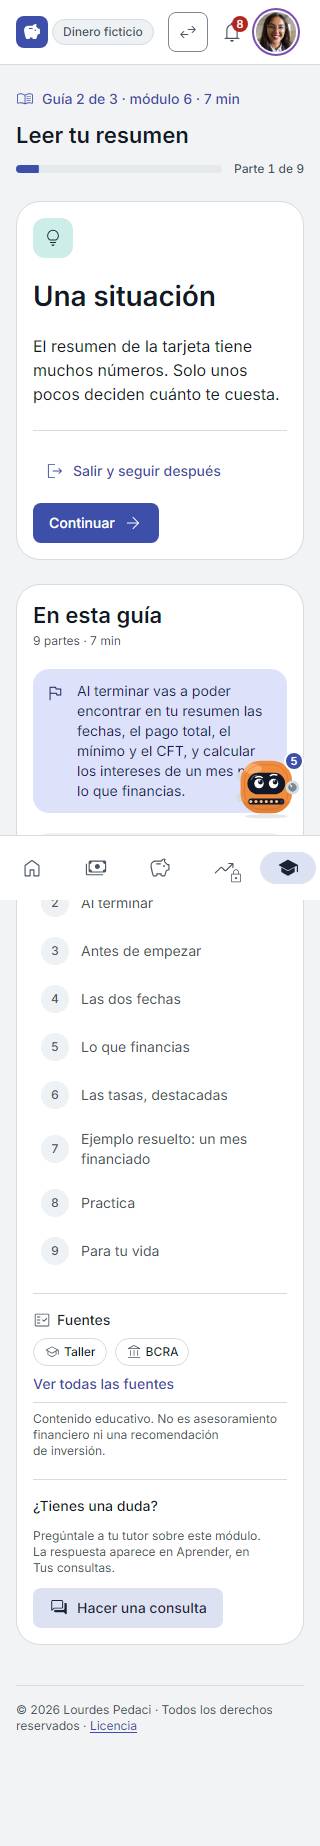 Dinero ficticio
8
Guía 2 de 3 · módulo 6 · 7 min
Leer tu resumen
Parte 1 de 9
Una situación
El resumen de la tarjeta tiene
muchos números. Solo unos
pocos deciden cuánto te cuesta.
Salir y seguir después
Continuar
En esta guía
9 partes · 7 min
Al terminar vas a poder
encontrar en tu resumen las
fechas, el pago total, el
mínimo y el CFT, y calcular
los intereses de un mes
lo que financias.
5
2 Al terminar
3 Antes de empezar
4 Las dos fechas
5 Lo que financias
6 Las tasas, destacadas
7 Ejemplo resuelto: un mes
financiado
8 Practica
9 Para tu vida
Fuentes
Taller BCRA
Ver todas las fuentes
Contenido educativo. No es asesoramiento
financiero ni una recomendación
de inversión.
¿Tienes una duda?
Pregúntale a tu tutor sobre este módulo.
La respuesta aparece en Aprender, en
Tus consultas.
Hacer una consulta
© 2026 Lourdes Pedaci · Todos los derechos
reservados · Licencia